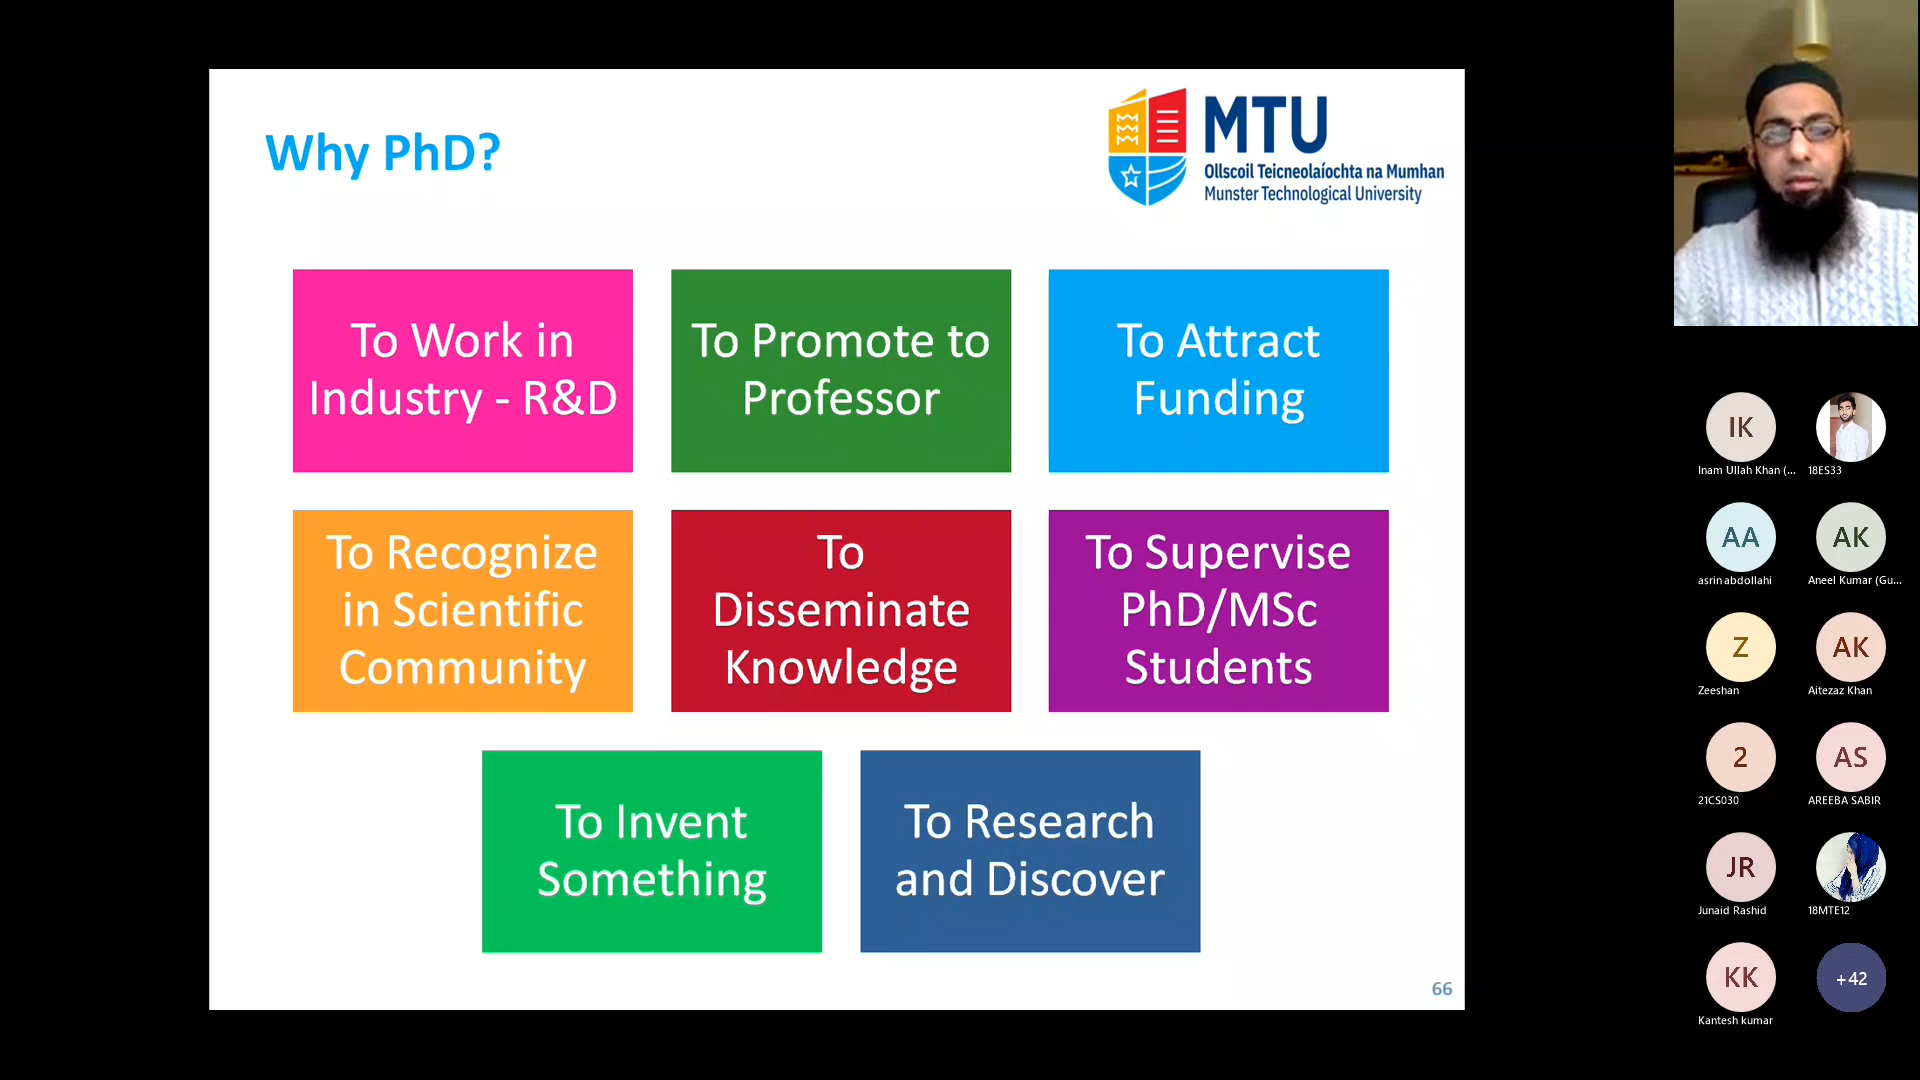 Why PhD?
MTU
Ollscoil Teicneolaíochta na Mumhan
Munster Technological University
To Work in
Industry - R&D
To Promote to
Professor
To Attract
Funding
To Recognize
in Scientific
Community
To
Disseminate
Knowledge
To Supervise
PhD/MSc
Students
To Invent
Something
To Research
and Discover
66
IK
Inam Ullah Khan (...
18ES33
AA
asrin abdollahi
AK
Aneel Kumar (Gu...
Z
Zeeshan
AK
Aitezaz Khan
2
21CS030
AS
AREEBA SABIR
JR
Junaid Rashid
18MTE12
KK
Kantesh kumar
+42